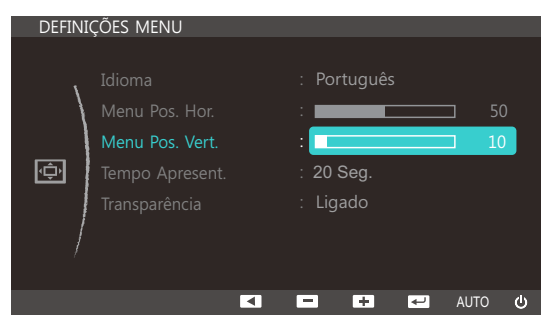 DEFINIÇÕES MENU
Idioma : Português
Menu Pos. Hor. : 50
Menu Pos. Vert. : 10
Tempo Apresent. : 20 Seg.
Transparência : Ligado
AUTO